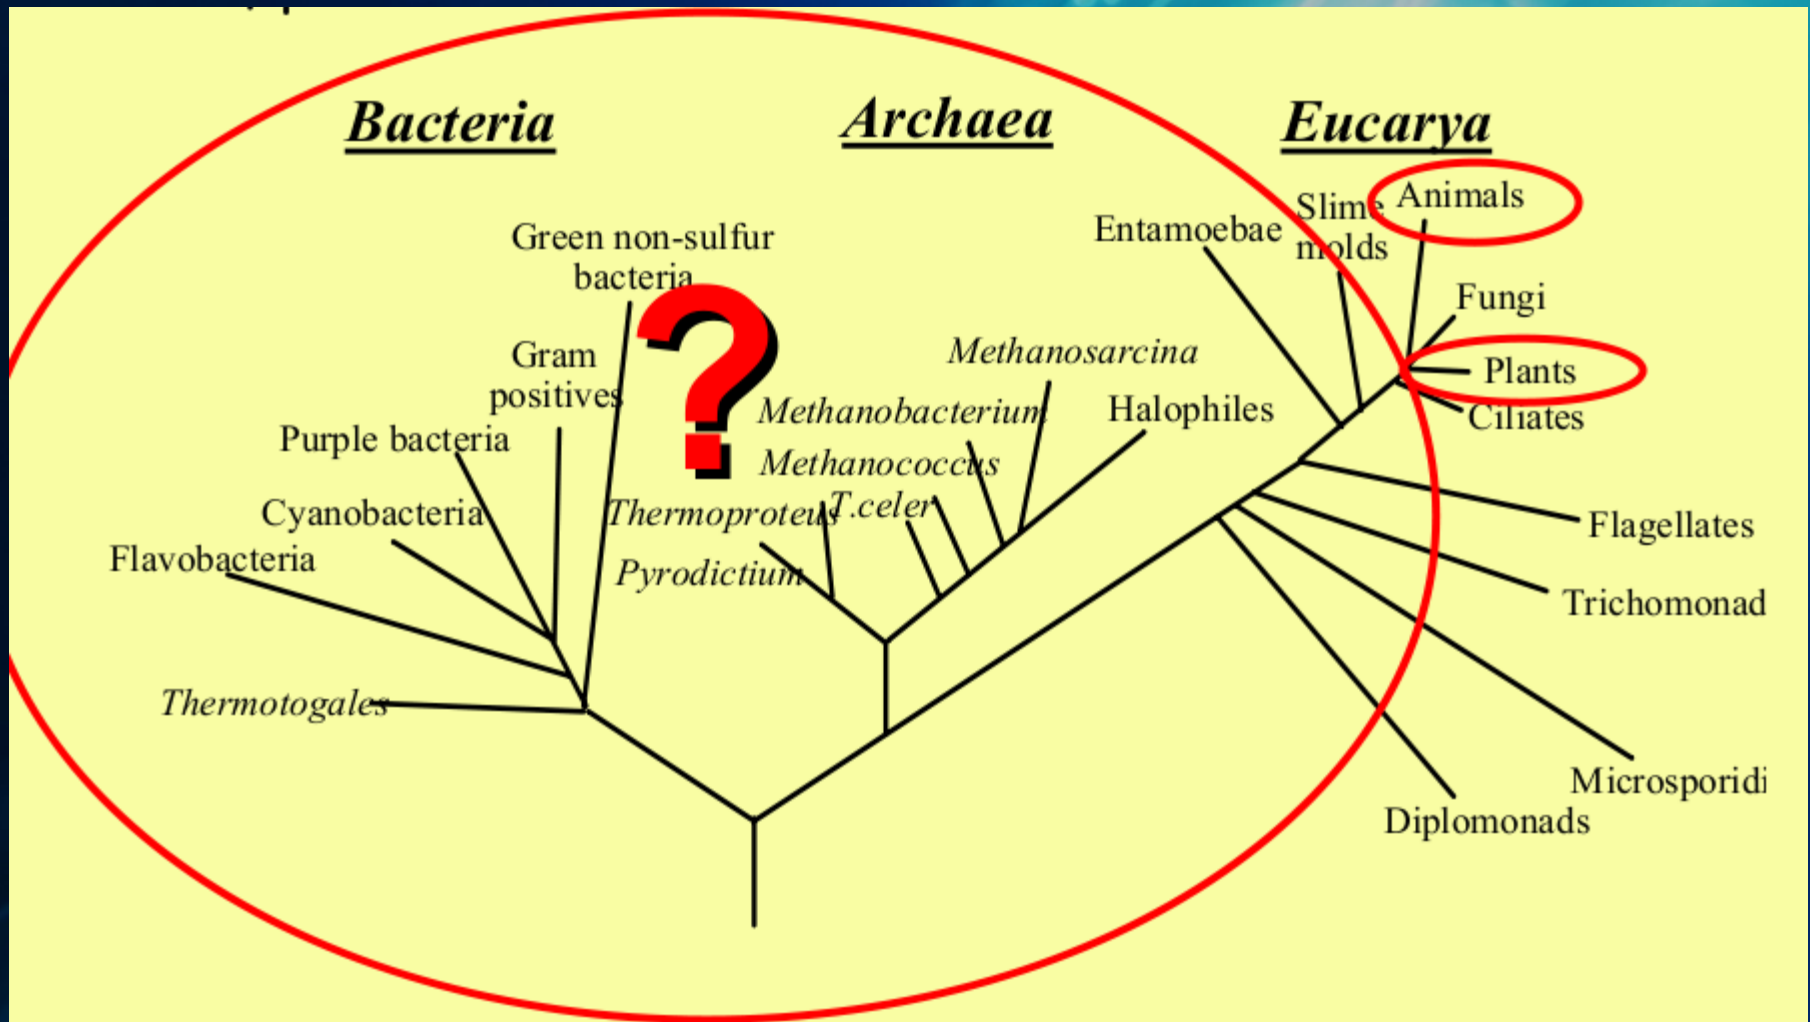 Bacteria
Archaea
Eucarya
Green non-sulfur
bacteria
Gram
positives
Purple bacteria
Cyanobacteria
Flavobacteria
Thermotogales
?
Thermoproteus
Pyrodictium
T.celer
Methanococcus
Methanobacterium
Methanosarcina
Halophiles
Entamoebae
Slime
molds
Animals
Fungi
Plants
Ciliates
Flagellates
Trichomonad
Microsporidi
Diplomonads